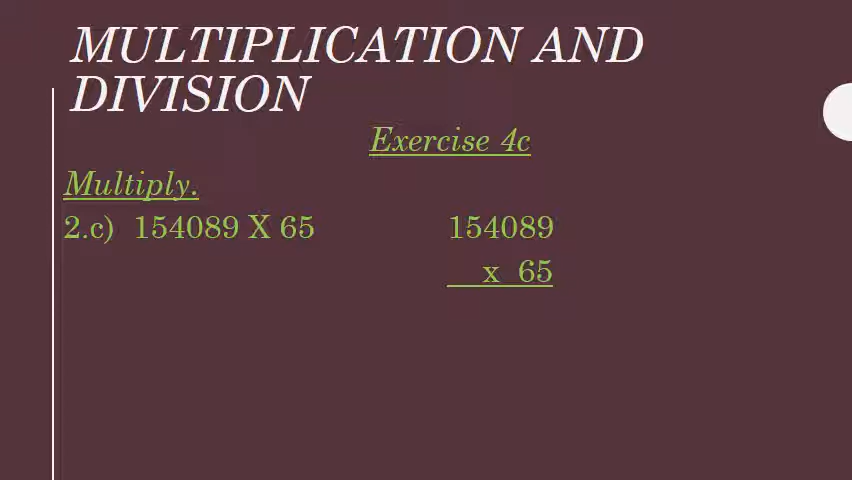 MULTIPLICATION AND
DIVISION
Exercise 4c
Multiply.
2.c) 154089 X 65 154089
x 65